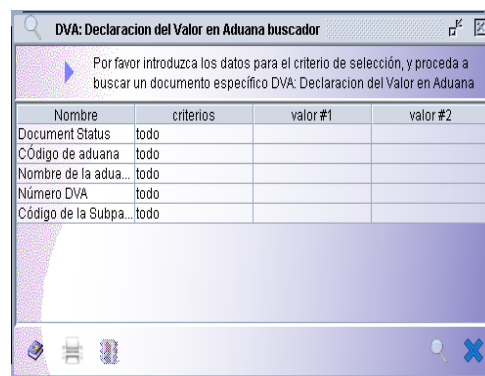 DVA: Declaracion del Valor en Aduana buscador
Por favor introduzca los datos para el criterio de selección, y proceda a
buscar un documento específico DVA: Declaracion del Valor en Aduana
Nombre criterios valor #1 valor #2
Document Status todo
CÓdigo de aduana todo
Nombre de la adua... todo
Número DVA todo
Código de la Subpa... todo